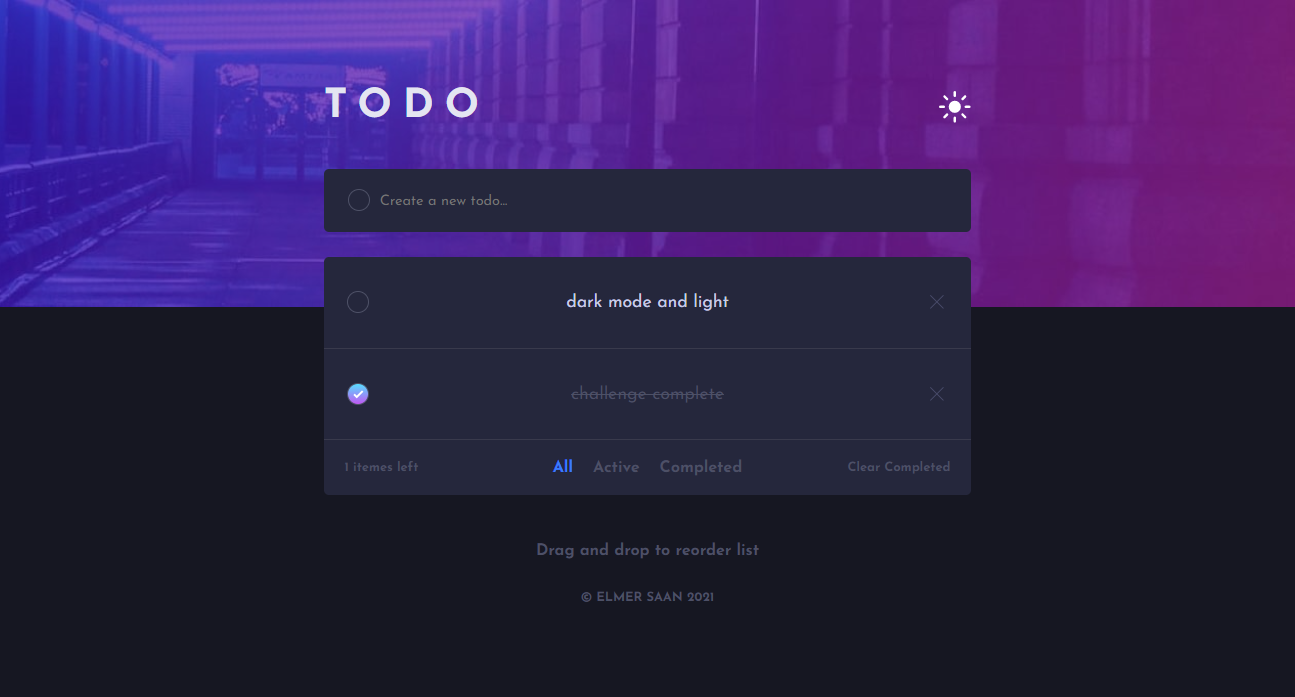 TODO
Create a new todo...
dark mode and light
challenge complete
1 itemes left All Active Completed Clear Completed
Drag and drop to reorder list
© ELMER SAAN 2021